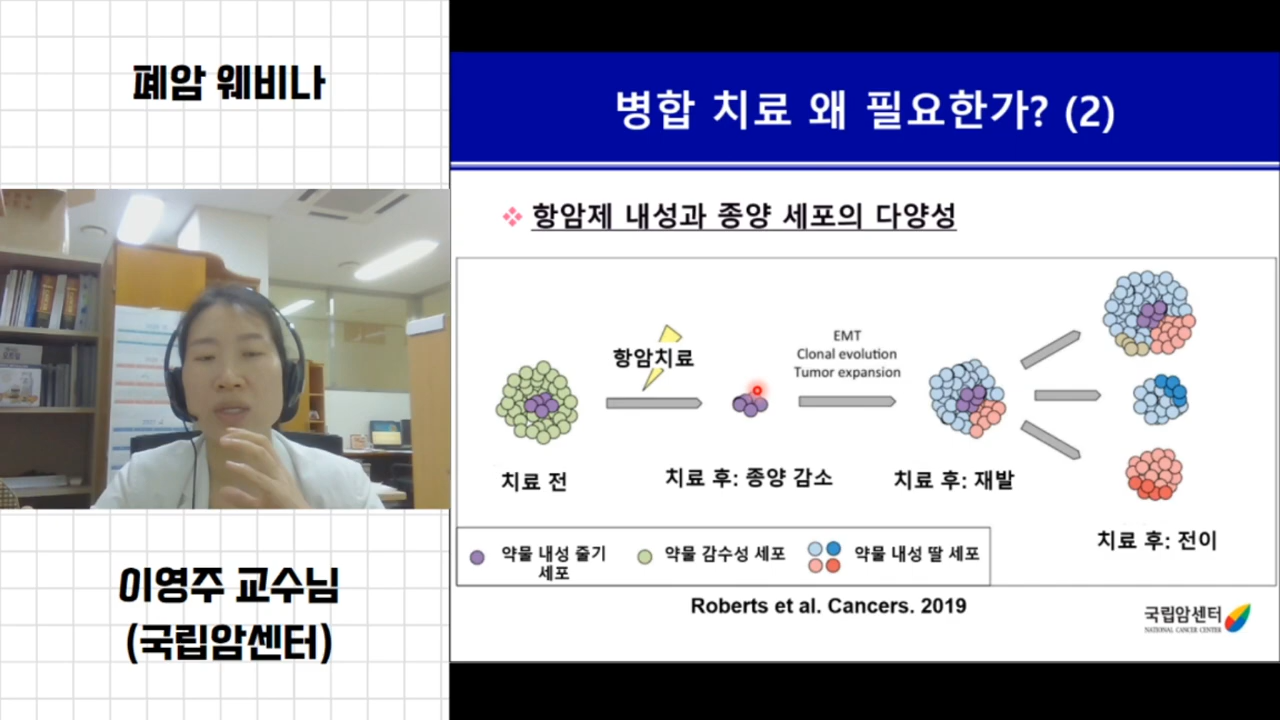 폐암 웨비나
이영주 교수님
(국립암센터)
병합 치료 왜 필요한가? (2)
항암제 내성과 종양 세포의 다양성
항암치료
EMT
Clonal evolution
Tumor expansion
치료 전
치료 후: 종양 감소
치료 후: 재발
치료 후: 전이
약물 내성 줄기
세포
약물 감수성 세포
약물 내성 딸 세포
Roberts et al. Cancers. 2019
국립암센터
NATIONAL CANCER CENTER